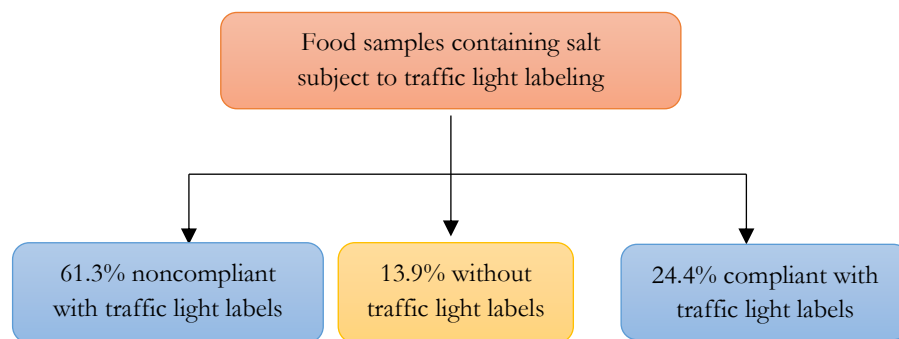 Food samples containing salt
subject to traffic light labeling
61.3% noncompliant
with traffic light labels
13.9% without
traffic light labels
24.4% compliant with
traffic light labels